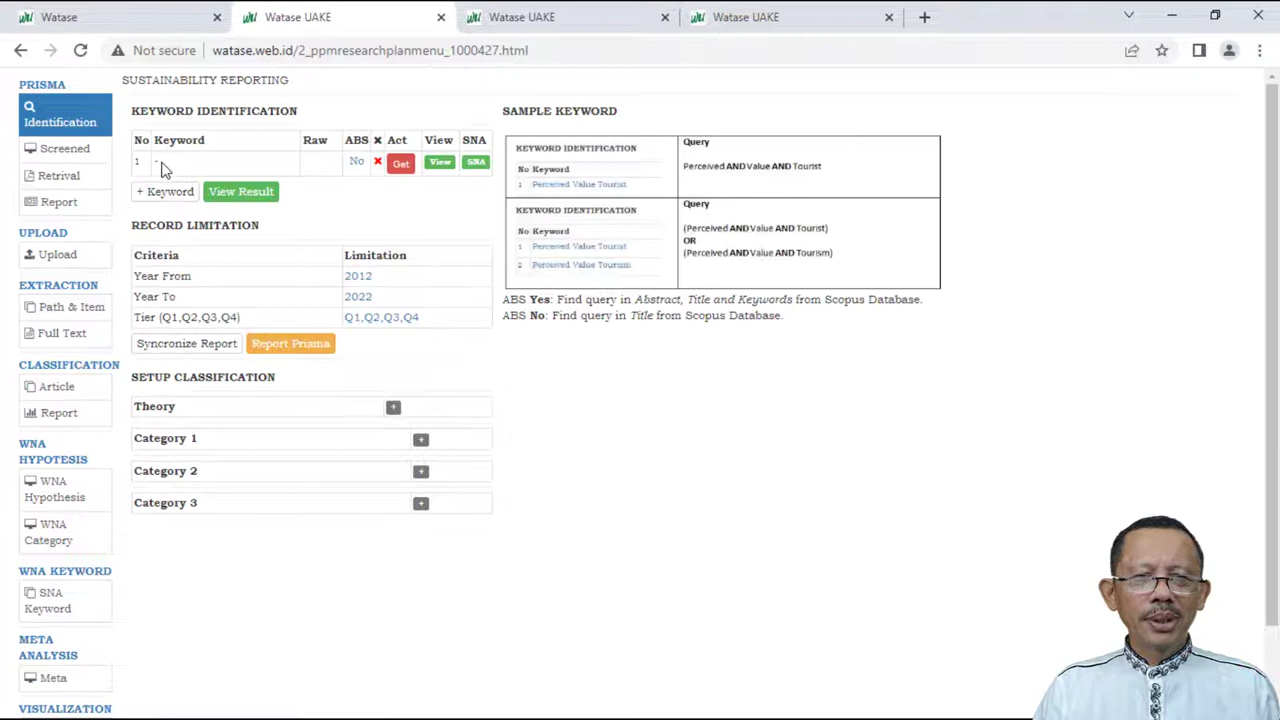 Watase
Watase UAKE
Watase UAKE
Watase UAKE
Not secure
watase.web.id/2_ppmresearchplanmenu_1000427.html
PRISMA
Identification
Screened
Retrival
Report
UPLOAD
Upload
EXTRACTION
Path & Item
Full Text
CLASSIFICATION
Article
Report
WNA
HYPOTESIS
WNA
Hypothesis
WNA
Category
WNA KEYWORD
SNA
Keyword
META
ANALYSIS
Meta
VISUALIZATION
SUSTAINABILITY REPORTING
KEYWORD IDENTIFICATION
No Keyword Raw ABS × Act View SNA
1 - No × Get View SNA
+ Keyword View Result
RECORD LIMITATION
Criteria Limitation
Year From 2012
Year To 2022
Tier (Q1,Q2,Q3,Q4) Q1,Q2,Q3,Q4
Syncronize Report Report Prisma
SETUP CLASSIFICATION
Theory +
Category 1 +
Category 2 +
Category 3 +
SAMPLE KEYWORD
KEYWORD IDENTIFICATION
No Keyword
1 Perceived Value Tourist
Query
Perceived AND Value AND Tourist
KEYWORD IDENTIFICATION
No Keyword
1 Perceived Value Tourist
2 Perceived Value Tourism
Query
(Perceived AND Value AND Tourist)
OR
(Perceived AND Value AND Tourism)
ABS Yes: Find query in Abstract, Title and Keywords from Scopus Database.
ABS No: Find query in Title from Scopus Database.